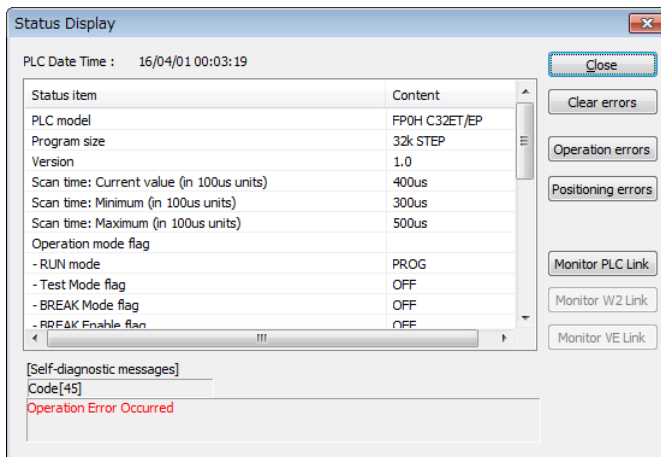 Status Display
PLC Date Time : 16/04/01 00:03:19
Close
Clear errors
Operation errors
Positioning errors
Monitor PLC Link
Monitor W2 Link
Monitor VE Link
Status item Content
PLC model FP0H C32ET/EP
Program size 32k STEP
Version 1.0
Scan time: Current value (in 100us units) 400us
Scan time: Minimum (in 100us units) 300us
Scan time: Maximum (in 100us units) 500us
Operation mode flag
- RUN mode PROG
- Test Mode flag OFF
- BREAK Mode flag OFF
- BREAK Enable flag OFF
[Self-diagnostic messages]
Code[45]
Operation Error Occurred